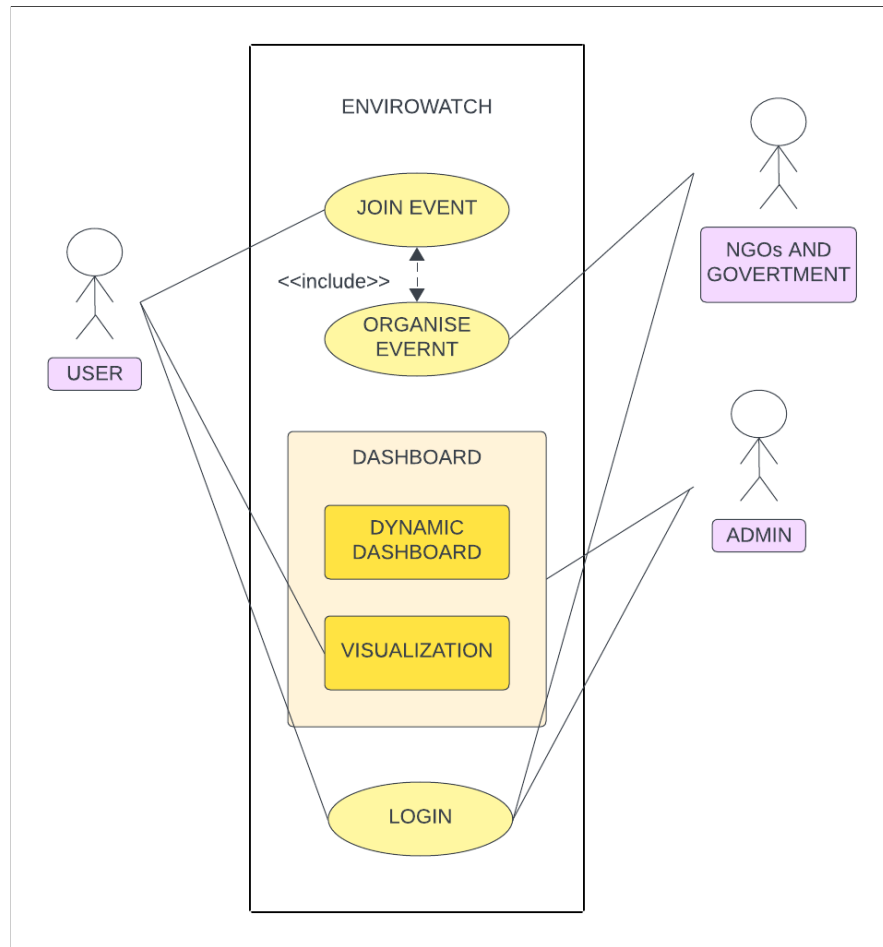 ENVIROWATCH
JOIN EVENT
<<include>>
ORGANISE
EVERNT
USER
NGOs AND
GOVERTMENT
DASHBOARD
DYNAMIC
DASHBOARD
VISUALIZATION
ADMIN
LOGIN